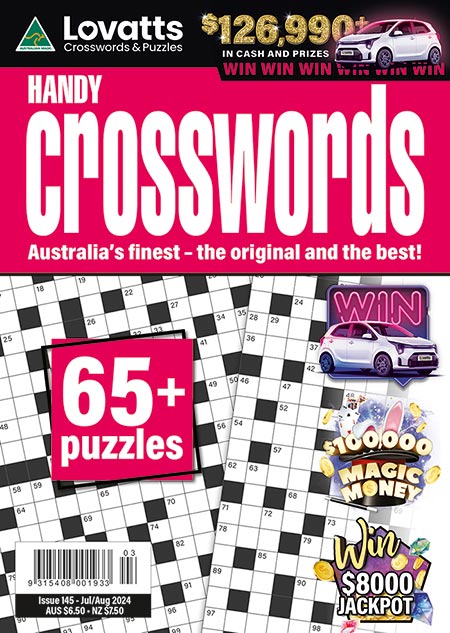 AUSTRALIAN MADE
Lovatts
Crosswords & Puzzles
$126,990+
IN CASH AND PRIZES
WIN WIN WIN WIN WIN WIN
HANDY
crosswords
Australia's finest – the original and the best!
WIN
65+
puzzles
$100,000
MAGIC
MONEY
Win
$8000
JACKPOT
03
9 315408 001933
Issue 145 - Jul/Aug 2024
AUS $6.50 - NZ $7.50